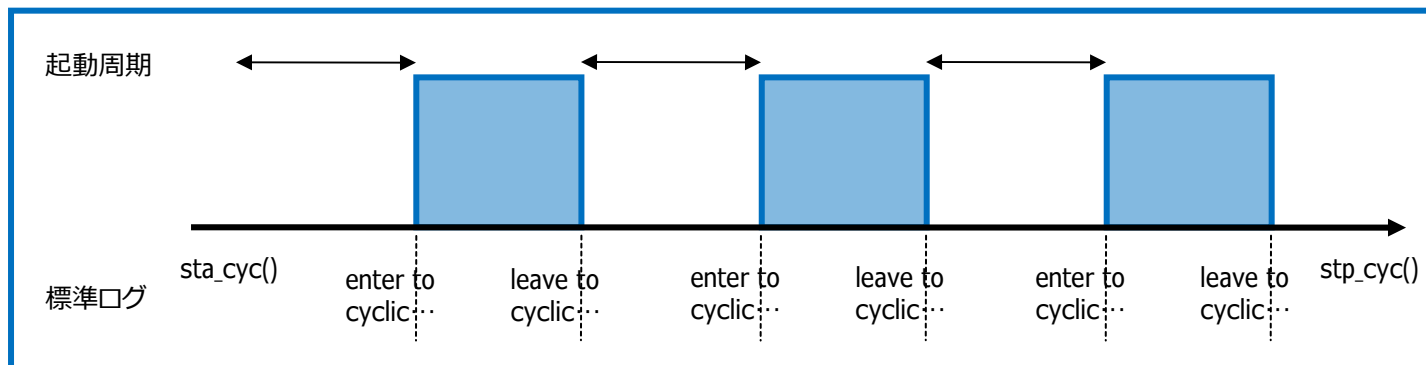 起動周期
sta_cyc()
enter to
cyclic…
leave to
cyclic…
enter to
cyclic…
leave to
cyclic…
enter to
cyclic…
leave to
cyclic…
stp_cyc()
標準ログ